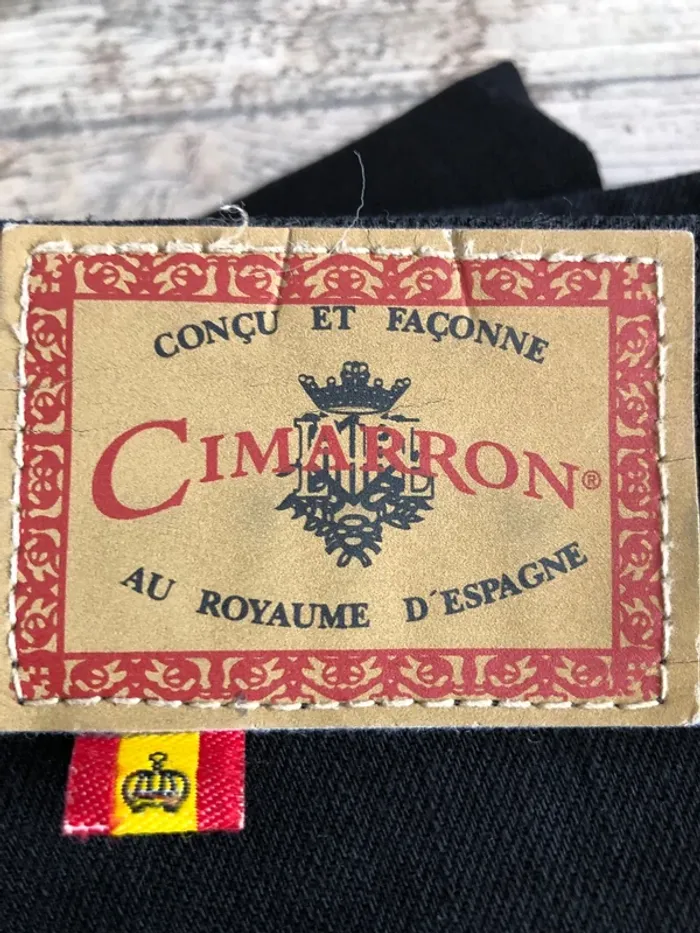 CONÇU ET FAÇONNE
CIMARRON®
AU ROYAUME D´ESPAGNE